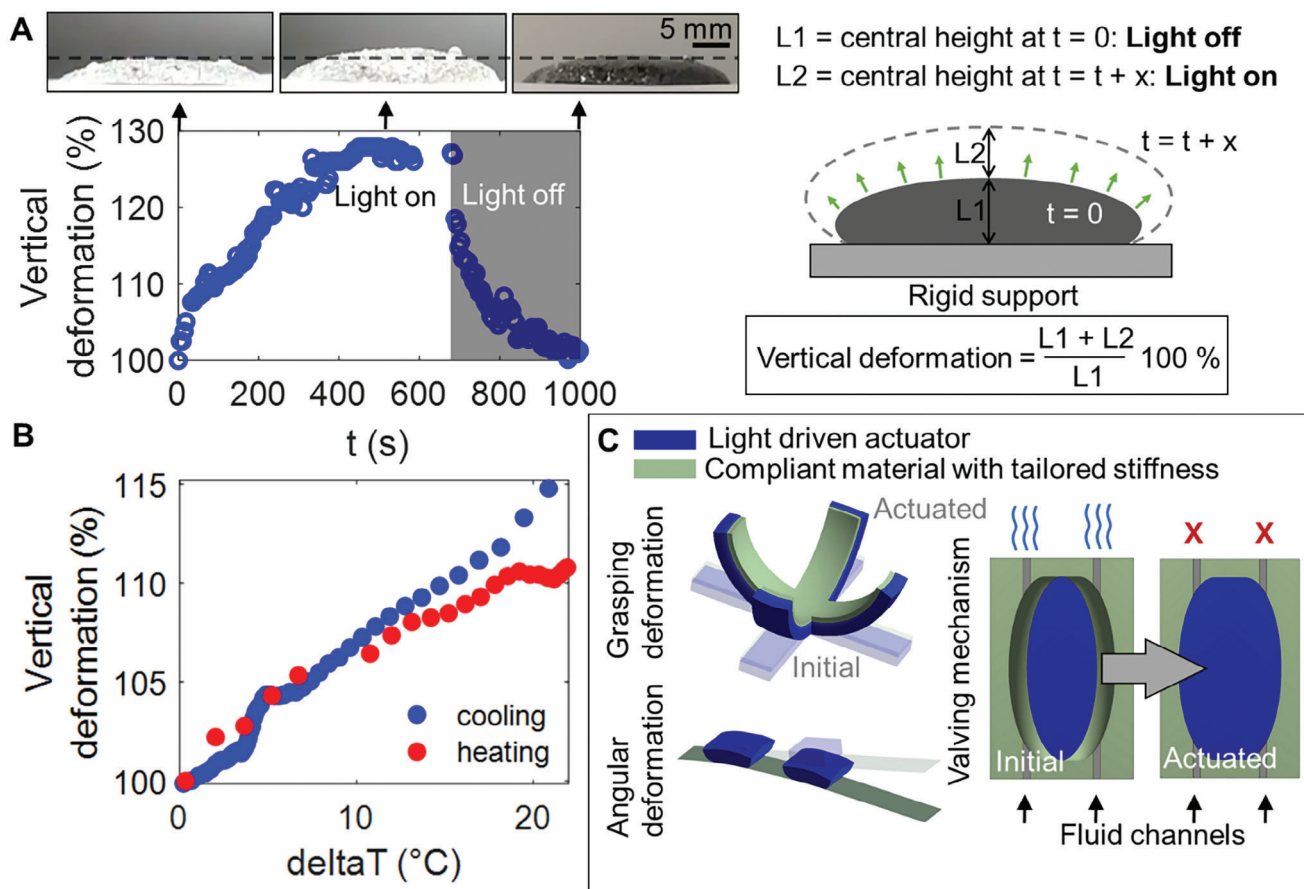 A
5 mm
L1 = central height at t = 0: Light off
L2 = central height at t = t + x: Light on
130
120
110
100
Vertical
deformation (%)
Light on
Light off
0
200
400
600
800
1000
t (s)
L2
t = t + x
L1
t = 0
Rigid support
Vertical deformation = L1 + L2 / L1 100 %
B
115
110
105
100
Vertical
deformation (%)
cooling
heating
0
10
20
deltaT (°C)
C
Light driven actuator
Compliant material with tailored stiffness
Grasping
deformation
Actuated
Initial
Angular
deformation
Valving mechanism
X
X
Initial
Actuated
Fluid channels